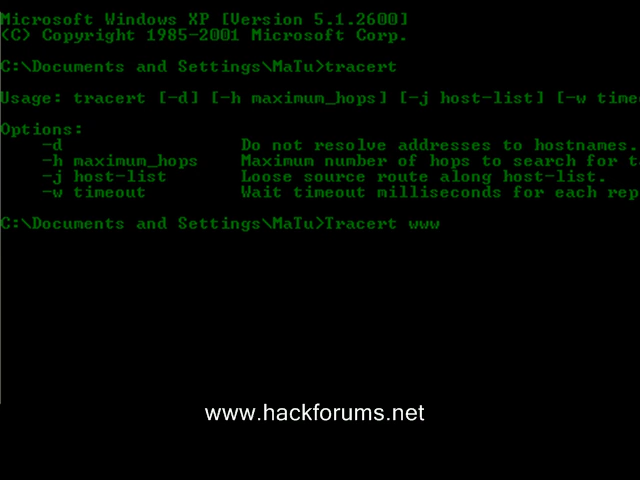 Microsoft Windows XP [Version 5.1.2600]
(C) Copyright 1985-2001 Microsoft Corp.
C:\Documents and Settings\MaTu>tracert
Usage: tracert [-d] [-h maximum_hops] [-j host-list] [-w time
Options:
-d Do not resolve addresses to hostnames.
-h maximum_hops Maximum number of hops to search for t
-j host-list Loose source route along host-list.
-w timeout Wait timeout milliseconds for each rep
C:\Documents and Settings\MaTu>Tracert www
www.hackforums.net